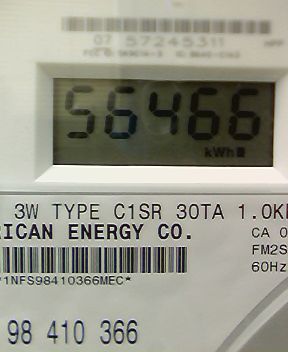 07 57245311
56466
kWh
3W TYPE C1SR 30TA 1.0K
RICAN ENERGY CO.
CA 0
FM2S
60Hz
*1NFS98410366MEC*
98 410 366